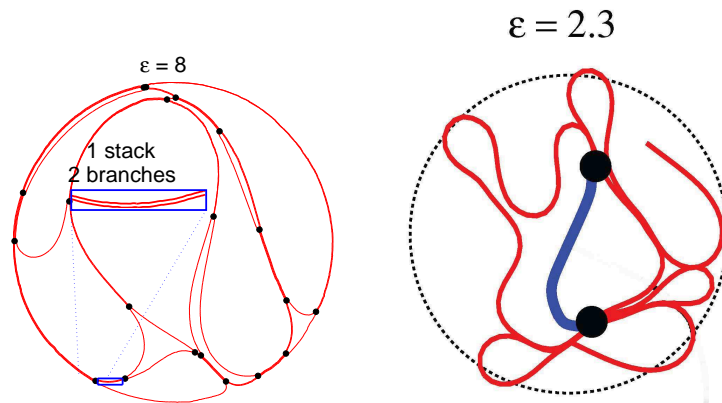 ε = 8
1 stack
2 branches
ε = 2.3